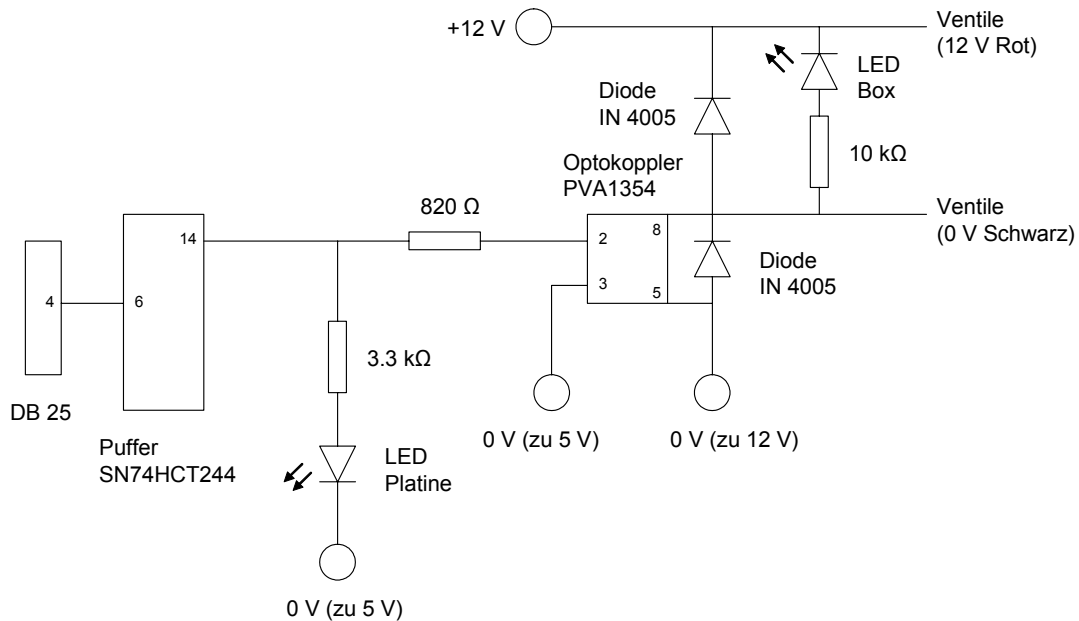 +12 V
Ventile
(12 V Rot)
LED
Box
Diode
IN 4005
10 kΩ
Optokoppler
PVA1354
820 Ω
Ventile
(0 V Schwarz)
14
2
8
3
5
Diode
IN 4005
4
6
3.3 kΩ
DB 25
0 V (zu 5 V)
0 V (zu 12 V)
Puffer
SN74HCT244
LED
Platine
0 V (zu 5 V)